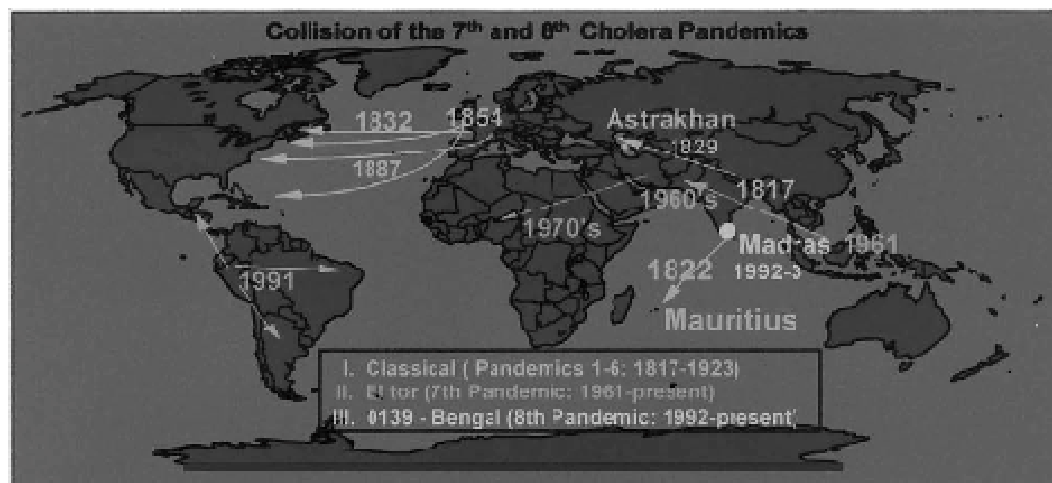 Collision of the 7th and 8th Cholera Pandemics
1832
1854
Astrakhan
1829
1887
1817
1960's
1970's
Madras 1961
1992-3
1822
1991
Mauritius
I. Classical ( Pandemics 1-6: 1817-1923)
II. El tor (7th Pandemic: 1961-present)
III. 0139 - Bengal (8th Pandemic: 1992-present)